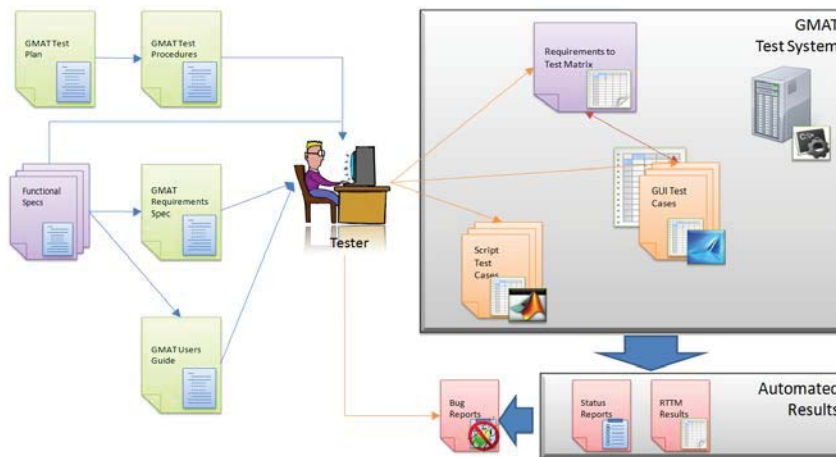 GMAT Test
Plan
GMAT Test
Procedures
Functional
Specs
GMAT
Requirements
Spec
GMAT Users
Guide
Tester
GMAT
Test System
Requirements to
Test Matrix
GUI Test
Cases
Script
Test
Cases
Bug
Reports
Status
Reports
RTTM
Results
Automated
Results